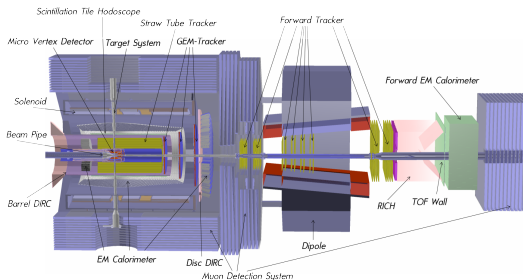 Scintillation Tile Hodoscope
Straw Tube Tracker
Forward Tracker
Micro Vertex Detector
Target System
GEM-Tracker
Forward EM Calorimeter
Solenoid
Beam Pipe
Barrel DIRC
EM Calorimeter
Disc DIRC
Muon Detection System
Dipole
RICH
TOF Wall